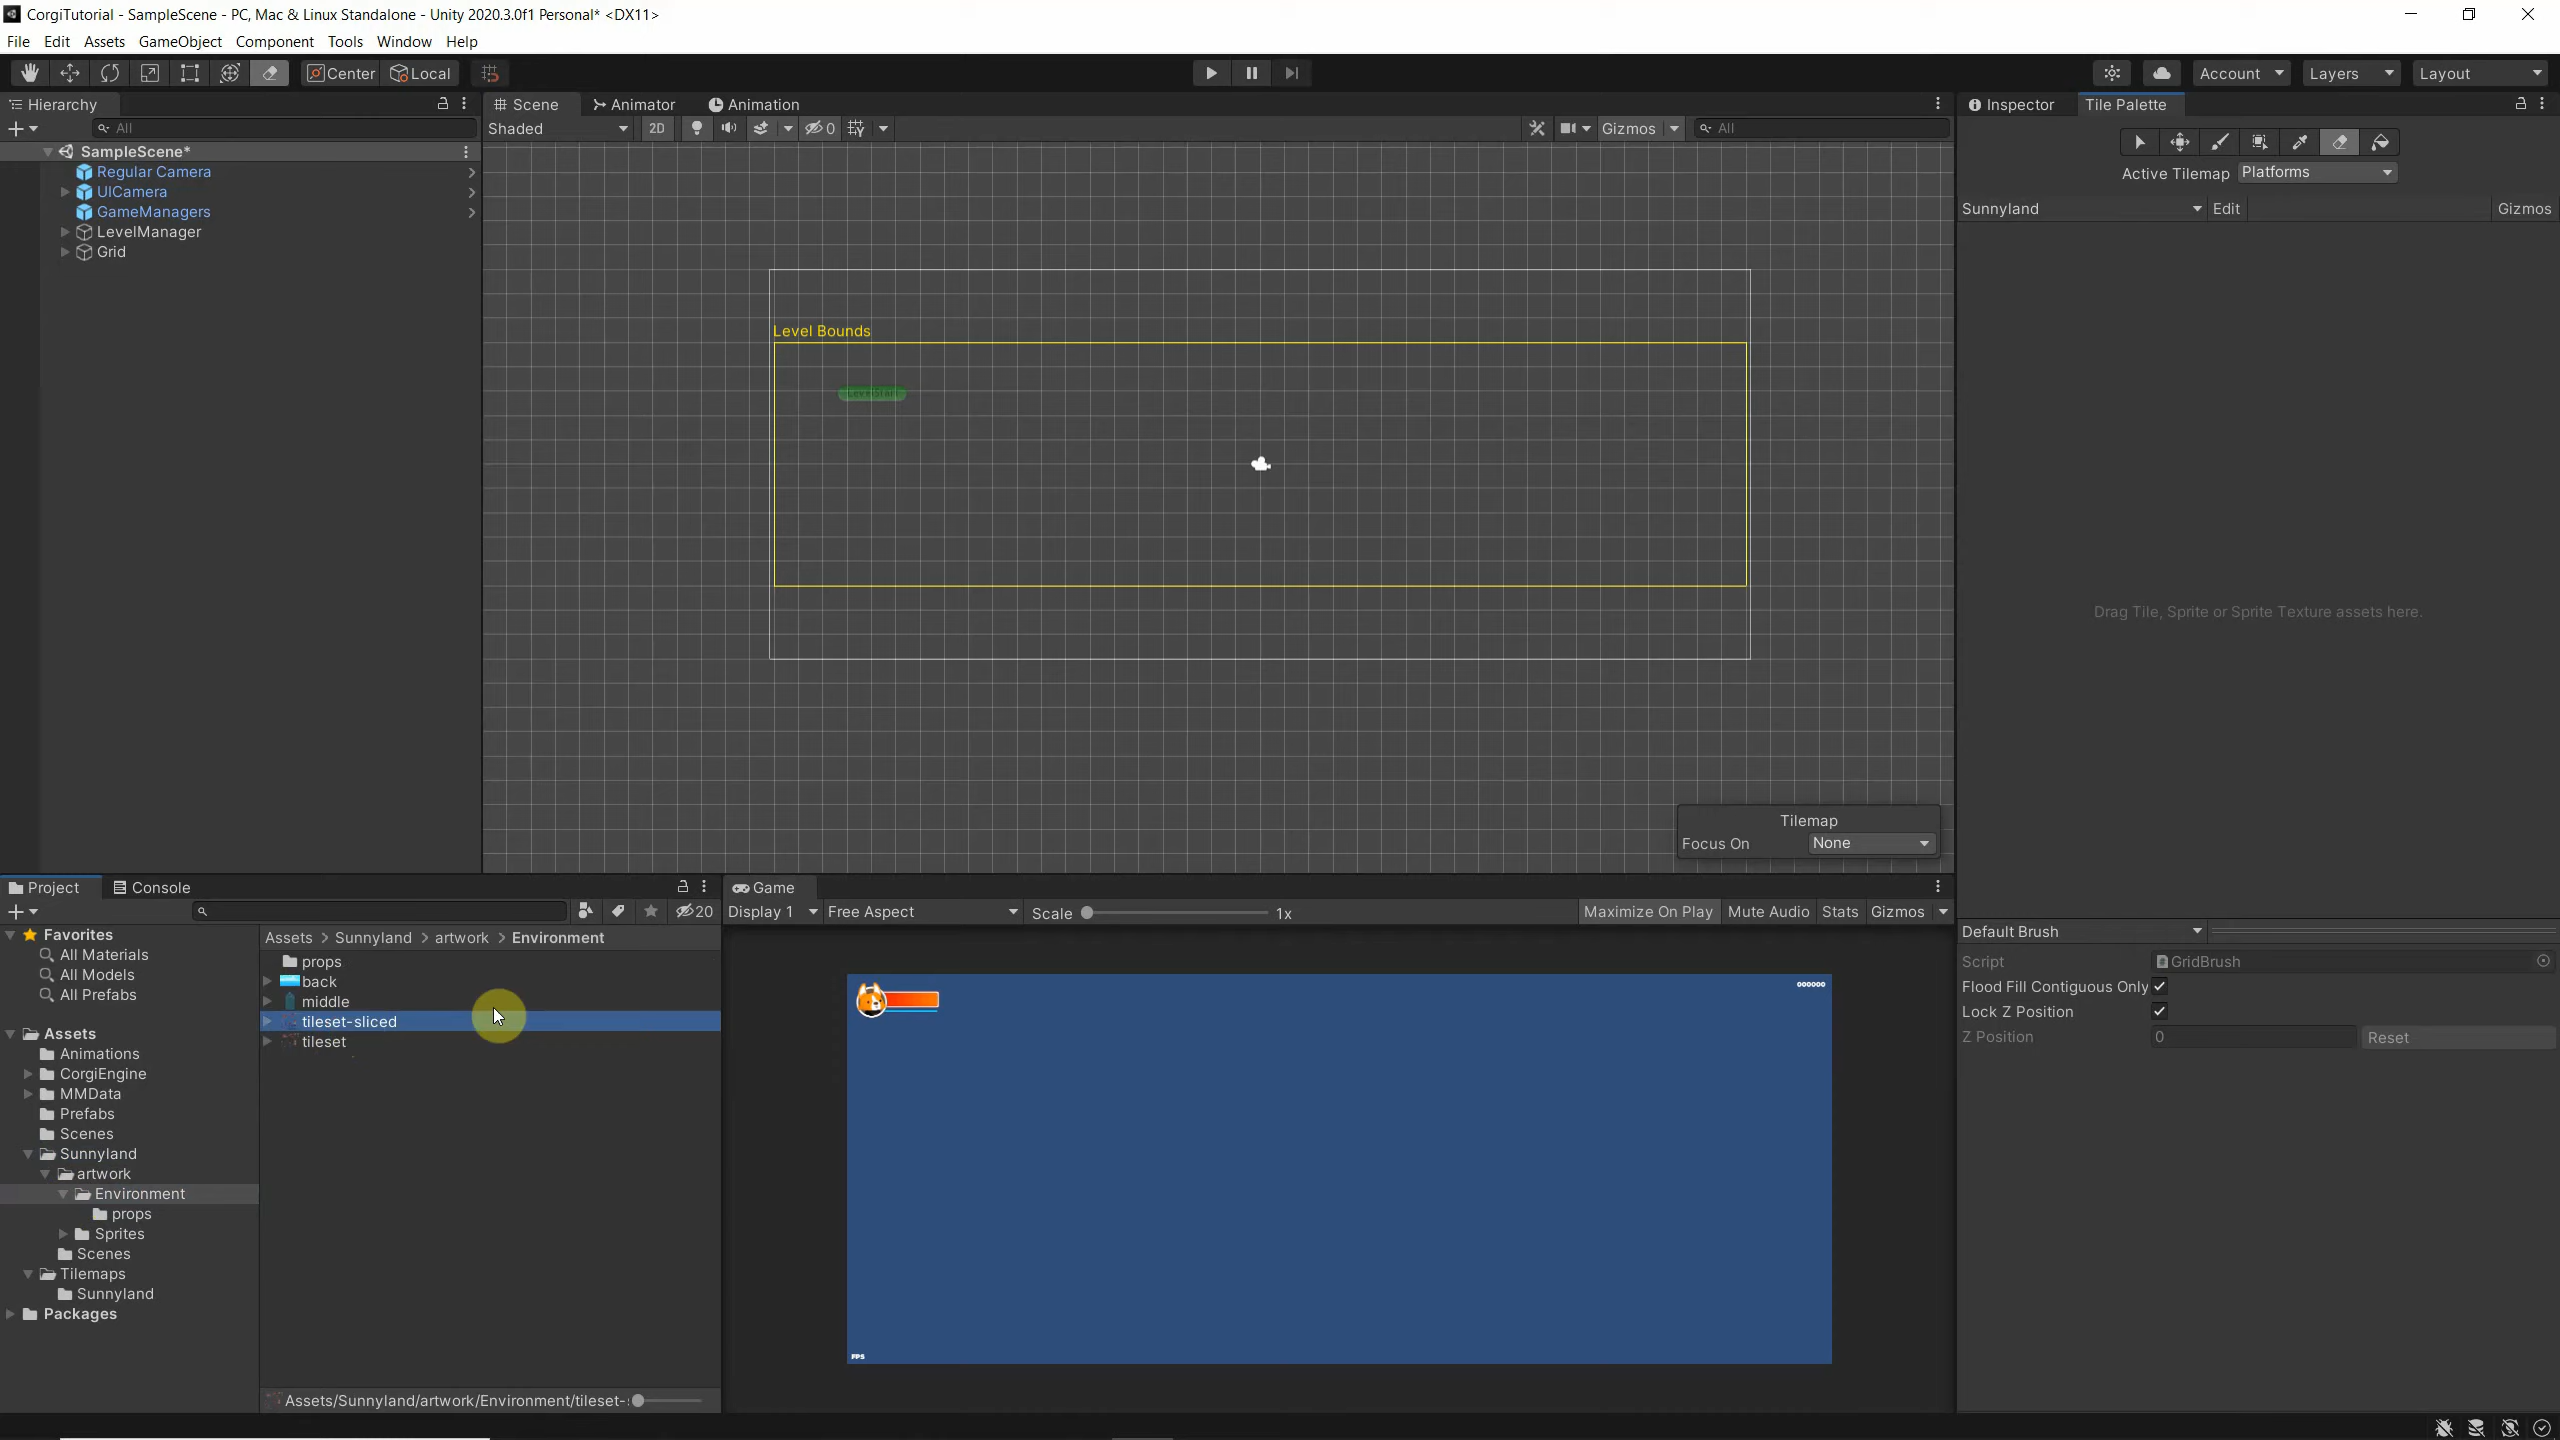 CorgiTutorial - SampleScene - PC, Mac & Linux Standalone - Unity 2020.3.0f1 Personal* <DX11>
File Edit Assets GameObject Component Tools Window Help
Center Local Account Layers Layout
Hierarchy
All
SampleScene*
Regular Camera
UICamera
GameManagers
LevelManager
Grid
Scene Animator Animation
Shaded 2D 0 Gizmos All
Level Bounds
LevelStart
Tilemap
Focus On None
Inspector Tile Palette
Active Tilemap Platforms
Sunnyland Edit Gizmos
Drag Tile, Sprite or Sprite Texture assets here.
Default Brush
Script GridBrush
Flood Fill Contiguous Only
Lock Z Position
Z Position 0 Reset
Project Console
20
Favorites
All Materials
All Models
All Prefabs
Assets
Animations
CorgiEngine
MMData
Prefabs
Scenes
Sunnyland
artwork
Environment
props
Sprites
Scenes
Tilemaps
Sunnyland
Packages
Assets > Sunnyland > artwork > Environment
props
back
middle
tileset-sliced
tileset
Assets/Sunnyland/artwork/Environment/tileset-
Game
Display 1 Free Aspect Scale 1x Maximize On Play Mute Audio Stats Gizmos
000000
FPS